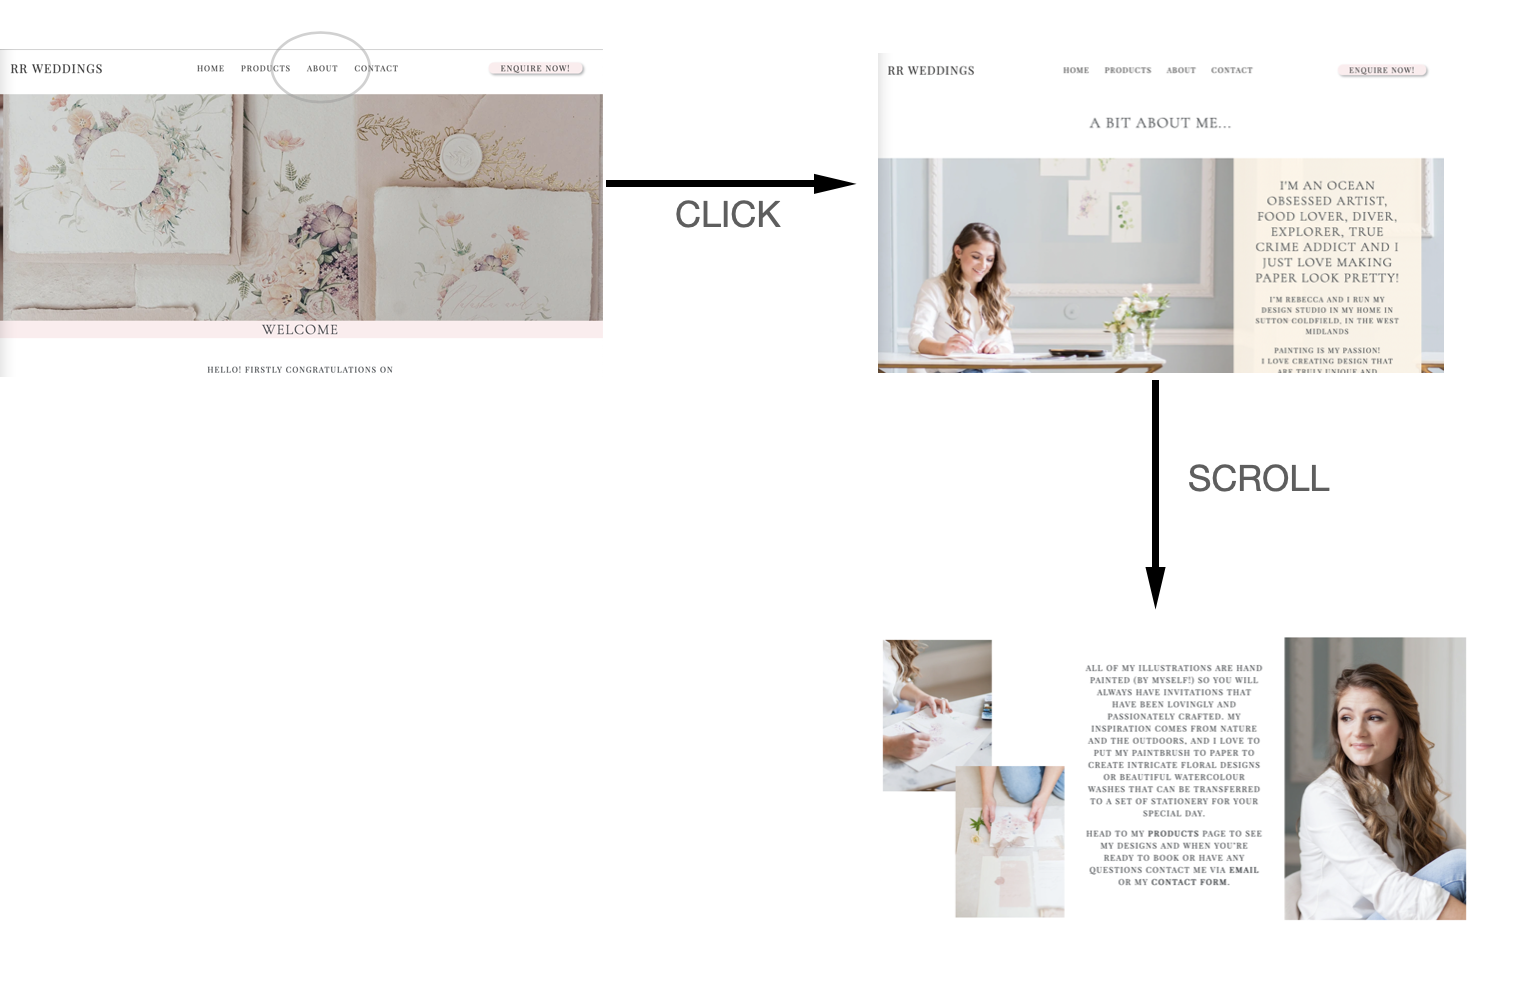 RR WEDDINGS
HOME PRODUCTS ABOUT CONTACT
ENQUIRE NOW!
N P
WELCOME
HELLO! FIRSTLY CONGRATULATIONS ON
CLICK
RR WEDDINGS
HOME PRODUCTS ABOUT CONTACT
ENQUIRE NOW!
A BIT ABOUT ME...
I'M AN OCEAN
OBSESSED ARTIST,
FOOD LOVER, DIVER,
EXPLORER, TRUE
CRIME ADDICT AND I
JUST LOVE MAKING
PAPER LOOK PRETTY!
I'M REBECCA AND I RUN MY
DESIGN STUDIO IN MY HOME IN
SUTTON COLDFIELD, IN THE WEST
MIDLANDS
PAINTING IS MY PASSION!
I LOVE CREATING DESIGN THAT
ARE TRULY UNIQUE AND
SCROLL
ALL OF MY ILLUSTRATIONS ARE HAND
PAINTED (BY MYSELF!) SO YOU WILL
ALWAYS HAVE INVITATIONS THAT
HAVE BEEN LOVINGLY AND
PASSIONATELY CRAFTED. MY
INSPIRATION COMES FROM NATURE
AND THE OUTDOORS, AND I LOVE TO
PUT MY PAINTBRUSH TO PAPER TO
CREATE INTRICATE FLORAL DESIGNS
OR BEAUTIFUL WATERCOLOUR
WASHES THAT CAN BE TRANSFERRED
TO A SET OF STATIONERY FOR YOUR
SPECIAL DAY.
HEAD TO MY PRODUCTS PAGE TO SEE
MY DESIGNS AND WHEN YOU'RE
READY TO BOOK OR HAVE ANY
QUESTIONS CONTACT ME VIA EMAIL
OR MY CONTACT FORM.